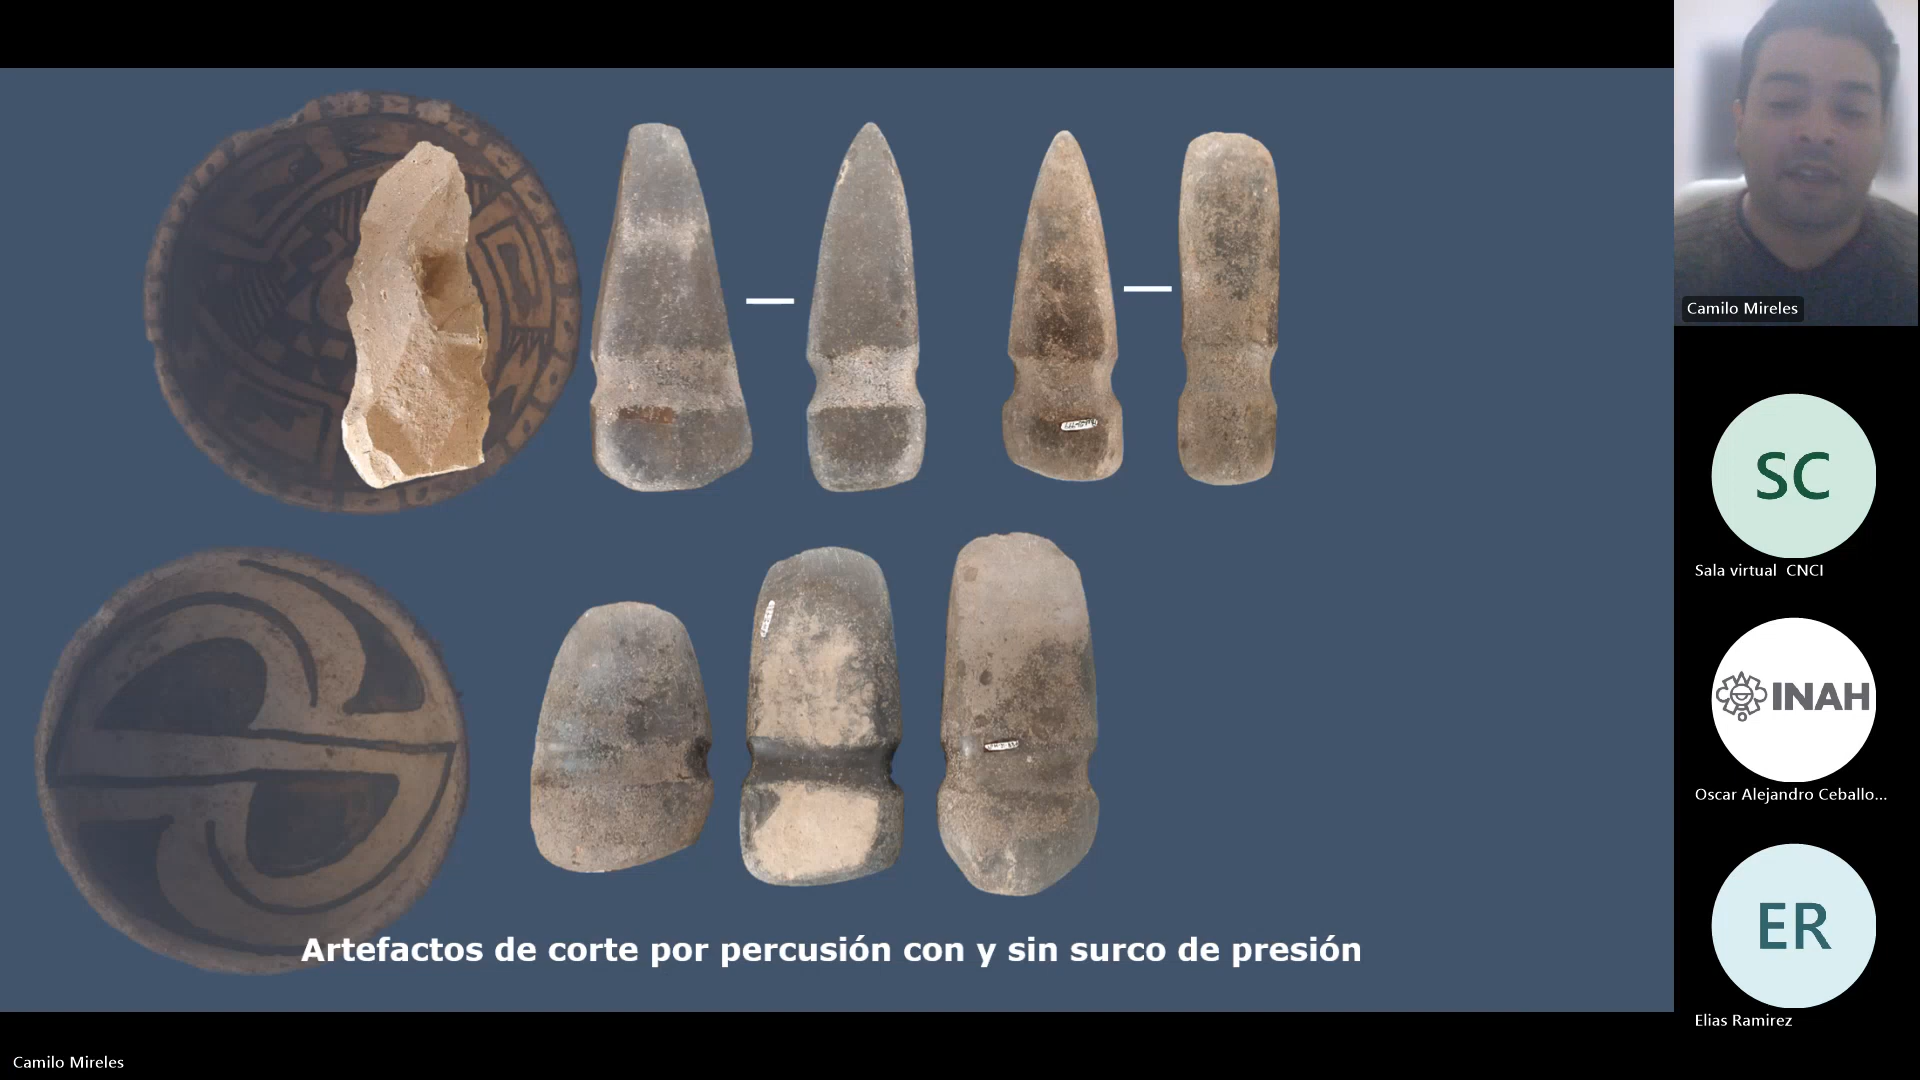 Artefactos de corte por percusión con y sin surco de presión
Camilo Mireles
SC
Sala virtual CNCI
INAH
Oscar Alejandro Ceballo...
ER
Elias Ramirez
Camilo Mireles